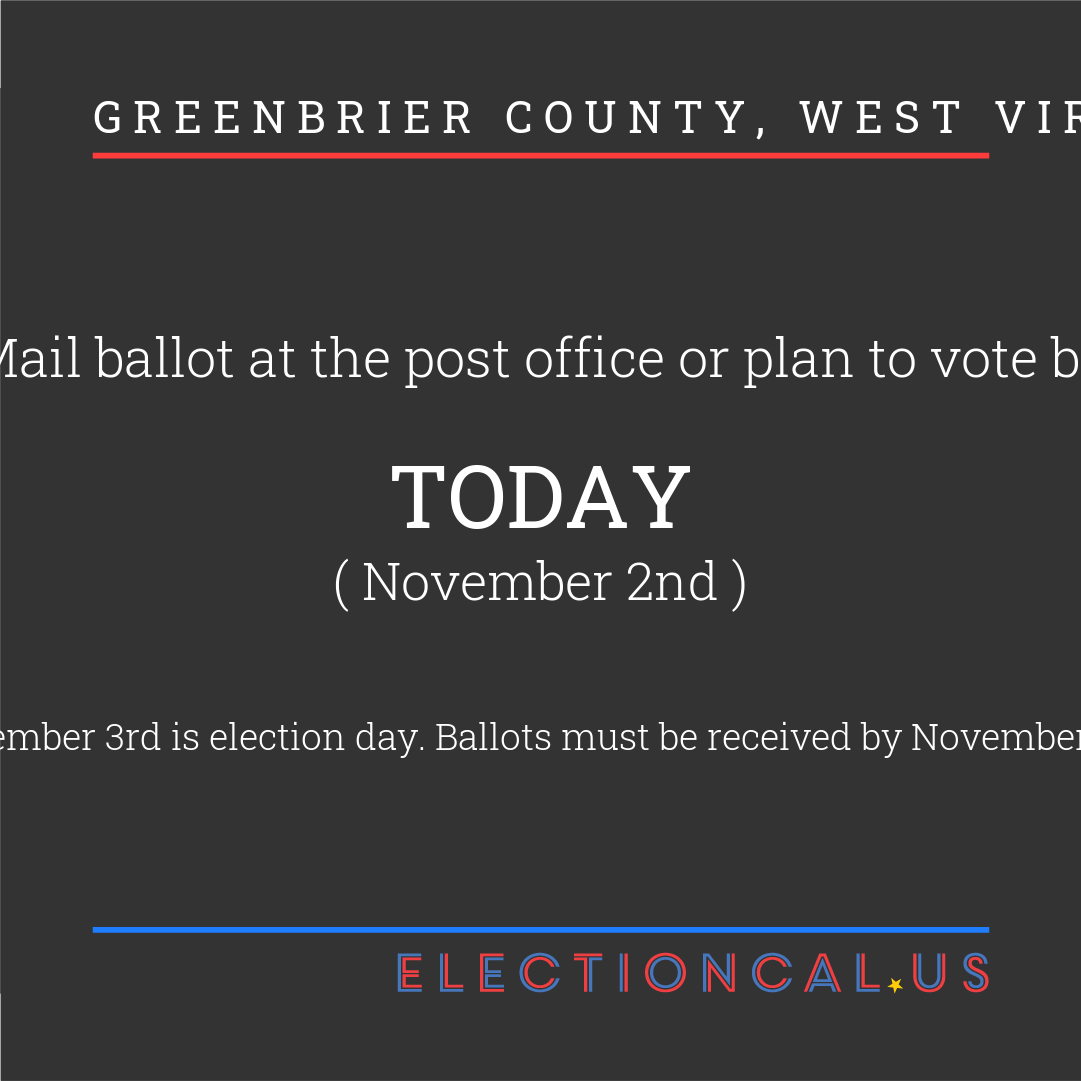 GREENBRIER COUNTY, WEST VIR
Mail ballot at the post office or plan to vote b
TODAY
( November 2nd )
ember 3rd is election day. Ballots must be received by November
ELECTIONCAL.US